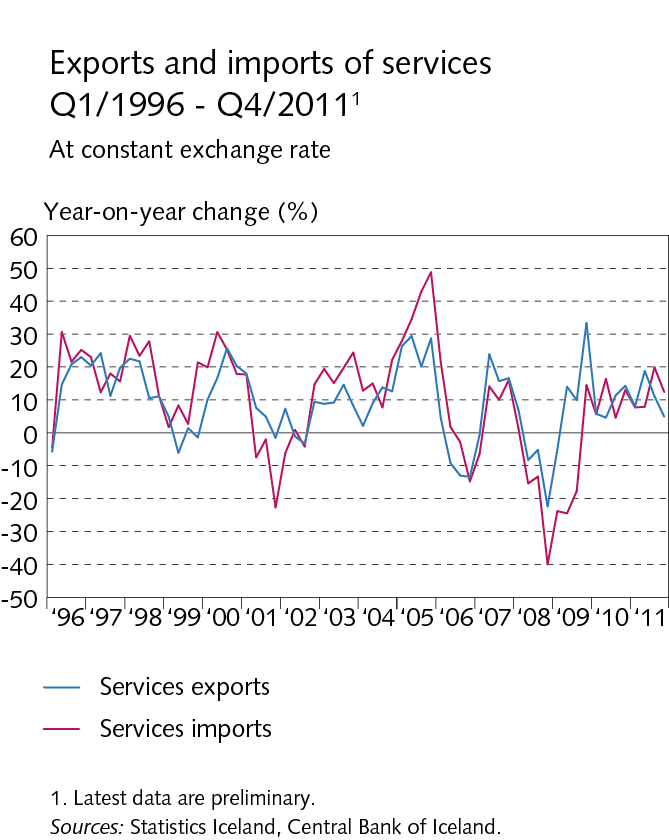 Exports and imports of services
Q1/1996 - Q4/2011¹
At constant exchange rate
Year-on-year change (%)
60
50
40
30
20
10
0
-10
-20
-30
-40
-50
‘96 ‘97 ‘98 ‘99 ‘00 ‘01 ‘02 ‘03 ‘04 ‘05 ‘06 ‘07 ‘08 ‘09 ‘10 ‘11
Services exports
Services imports
1. Latest data are preliminary.
Sources: Statistics Iceland, Central Bank of Iceland.